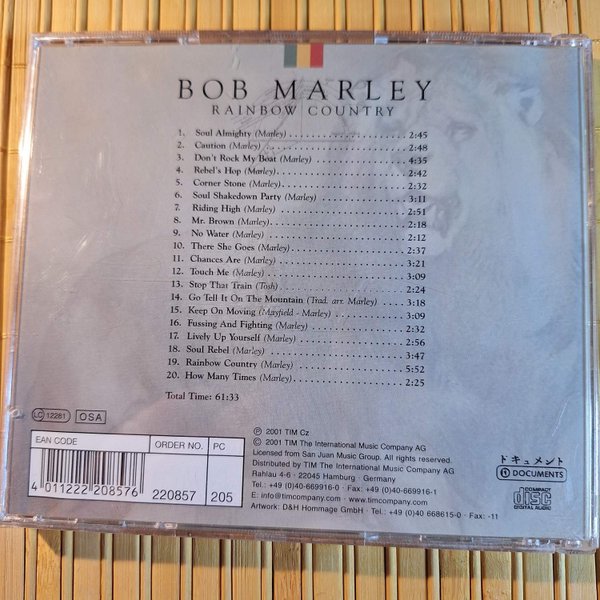 BOB MARLEY
RAINBOW COUNTRY
1. Soul Almighty (Marley) 2:45
2. Caution (Marley) 2:48
3. Don't Rock My Boat (Marley) 4:35
4. Rebel's Hop (Marley) 2:42
5. Corner Stone (Marley) 2:32
6. Soul Shakedown Party (Marley) 3:11
7. Riding High (Marley) 2:51
8. Mr. Brown (Marley) 2:18
9. No Water (Marley) 2:12
10. There She Goes (Marley) 2:37
11. Chances Are (Marley) 3:21
12. Touch Me (Marley) 3:09
13. Stop That Train (Tosh) 2:24
14. Go Tell It On The Mountain (Trad. arr. Marley) 3:18
15. Keep On Moving (Mayfield - Marley) 3:09
16. Fussing And Fighting (Marley) 2:32
17. Lively Up Yourself (Marley) 2:56
18. Soul Rebel (Marley) 3:47
19. Rainbow Country (Marley) 5:52
20. How Many Times (Marley) 2:25
Total Time: 61:33
LC 12281 OSA
EAN CODE ORDER NO. PC
4 011222 208576 220857 205
℗ 2001 TIM Cz
© 2001 TIM The International Music Company AG
Licensed from San Juan Music Group. All rights reserved.
Distributed by TIM The International Music Company AG
Rahlau 4-6 · 22045 Hamburg · Germany
Tel.: +49 (0)40-669916-0 · Fax: +49 (0)40-669916-1
E: info@timcompany.com · www.timcompany.com
Artwork: D&H Hommage GmbH · Tel.: +49 (0)40 668615-0 · Fax: -11
ドキュメント
DOCUMENTS
COMPACT
disc
DIGITAL AUDIO